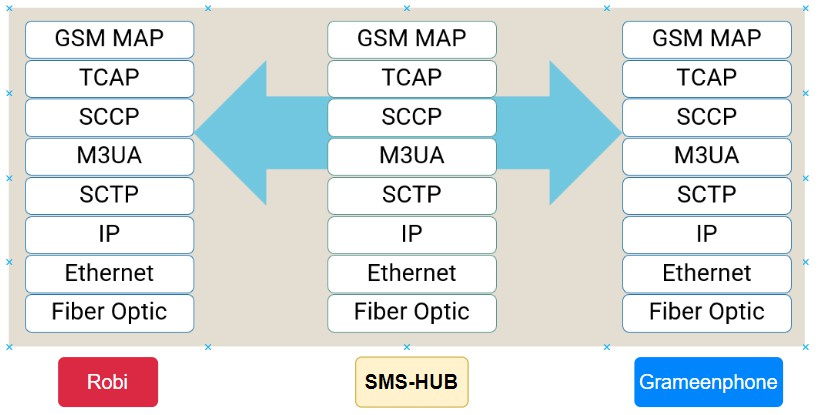 GSM MAP GSM MAP GSM MAP
TCAP TCAP TCAP
SCCP SCCP SCCP
M3UA M3UA M3UA
SCTP SCTP SCTP
IP IP IP
Ethernet Ethernet Ethernet
Fiber Optic Fiber Optic Fiber Optic
Robi SMS-HUB Grameenphone